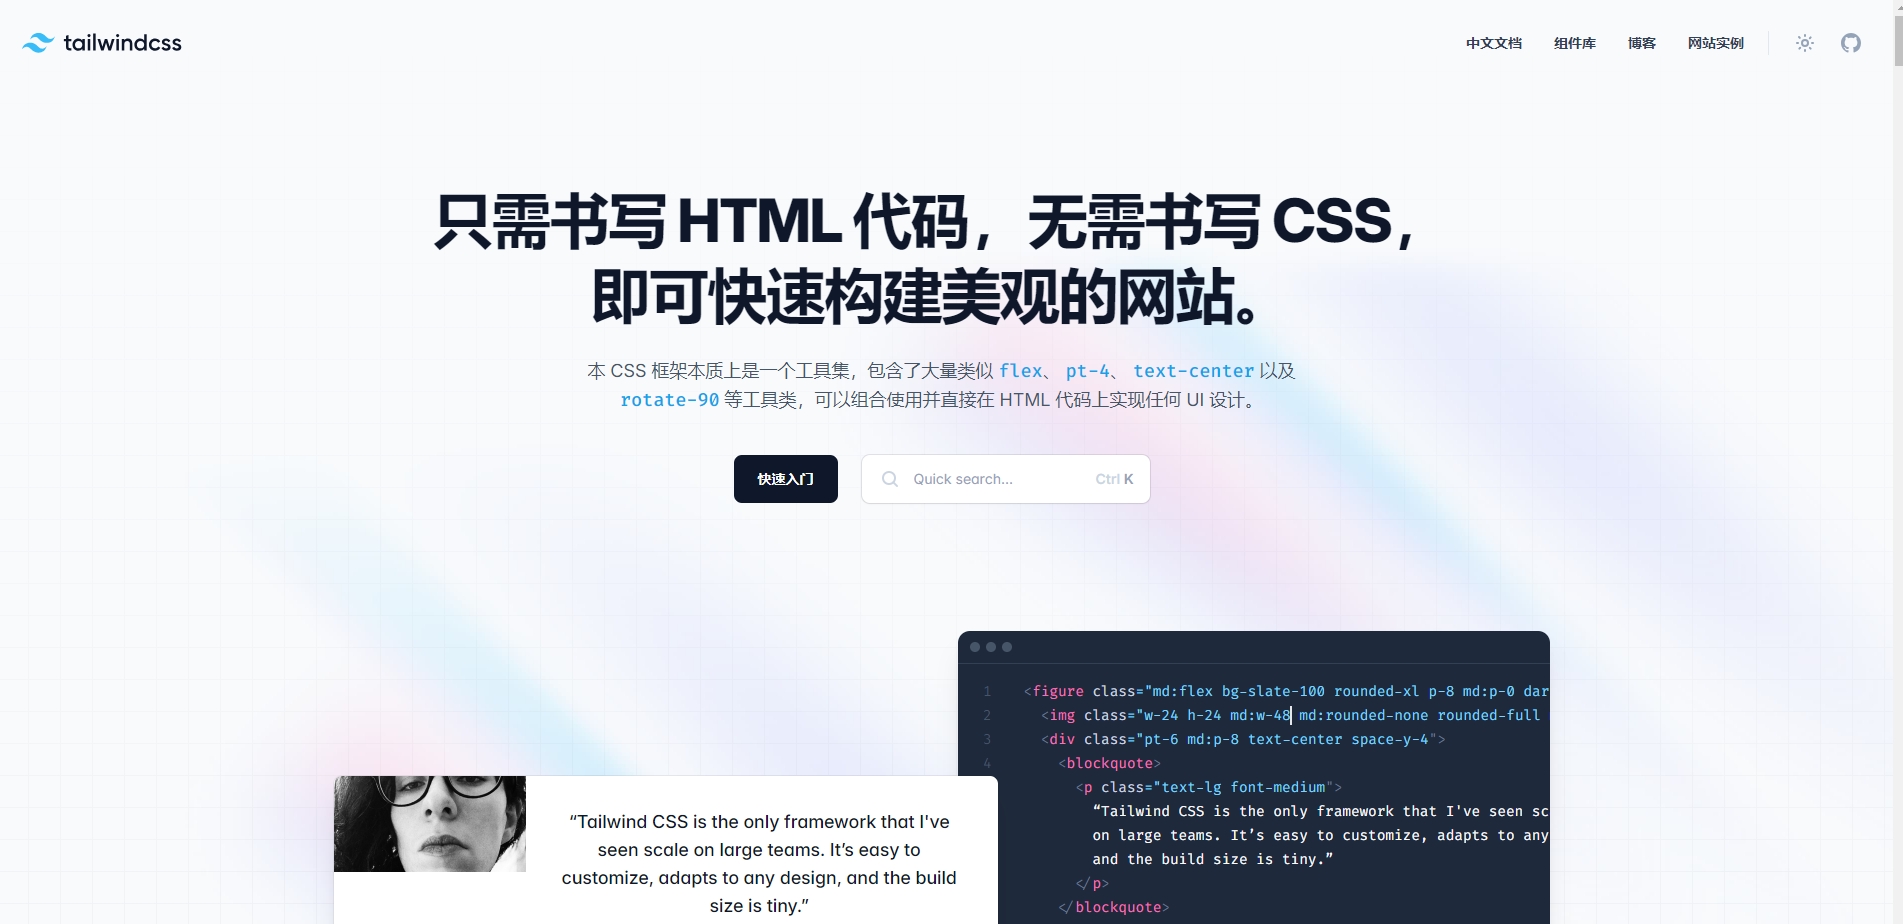 tailwindcss
中文文档 组件库 博客 网站实例
只需书写 HTML 代码，无需书写 CSS，
即可快速构建美观的网站。
本 CSS 框架本质上是一个工具集，包含了大量类似 flex、 pt-4、 text-center 以及
rotate-90 等工具类，可以组合使用并直接在 HTML 代码上实现任何 UI 设计。
快速入门
Quick search... Ctrl K
1 <figure class="md:flex bg-slate-100 rounded-xl p-8 md:p-0 dar
2 <img class="w-24 h-24 md:w-48 md:rounded-none rounded-full
3 <div class="pt-6 md:p-8 text-center space-y-4">
4 <blockquote>
<p class="text-lg font-medium">
“Tailwind CSS is the only framework that I've seen sc
on large teams. It’s easy to customize, adapts to any
and the build size is tiny.”
</p>
</blockquote>
“Tailwind CSS is the only framework that I've
seen scale on large teams. It’s easy to
customize, adapts to any design, and the build
size is tiny.”